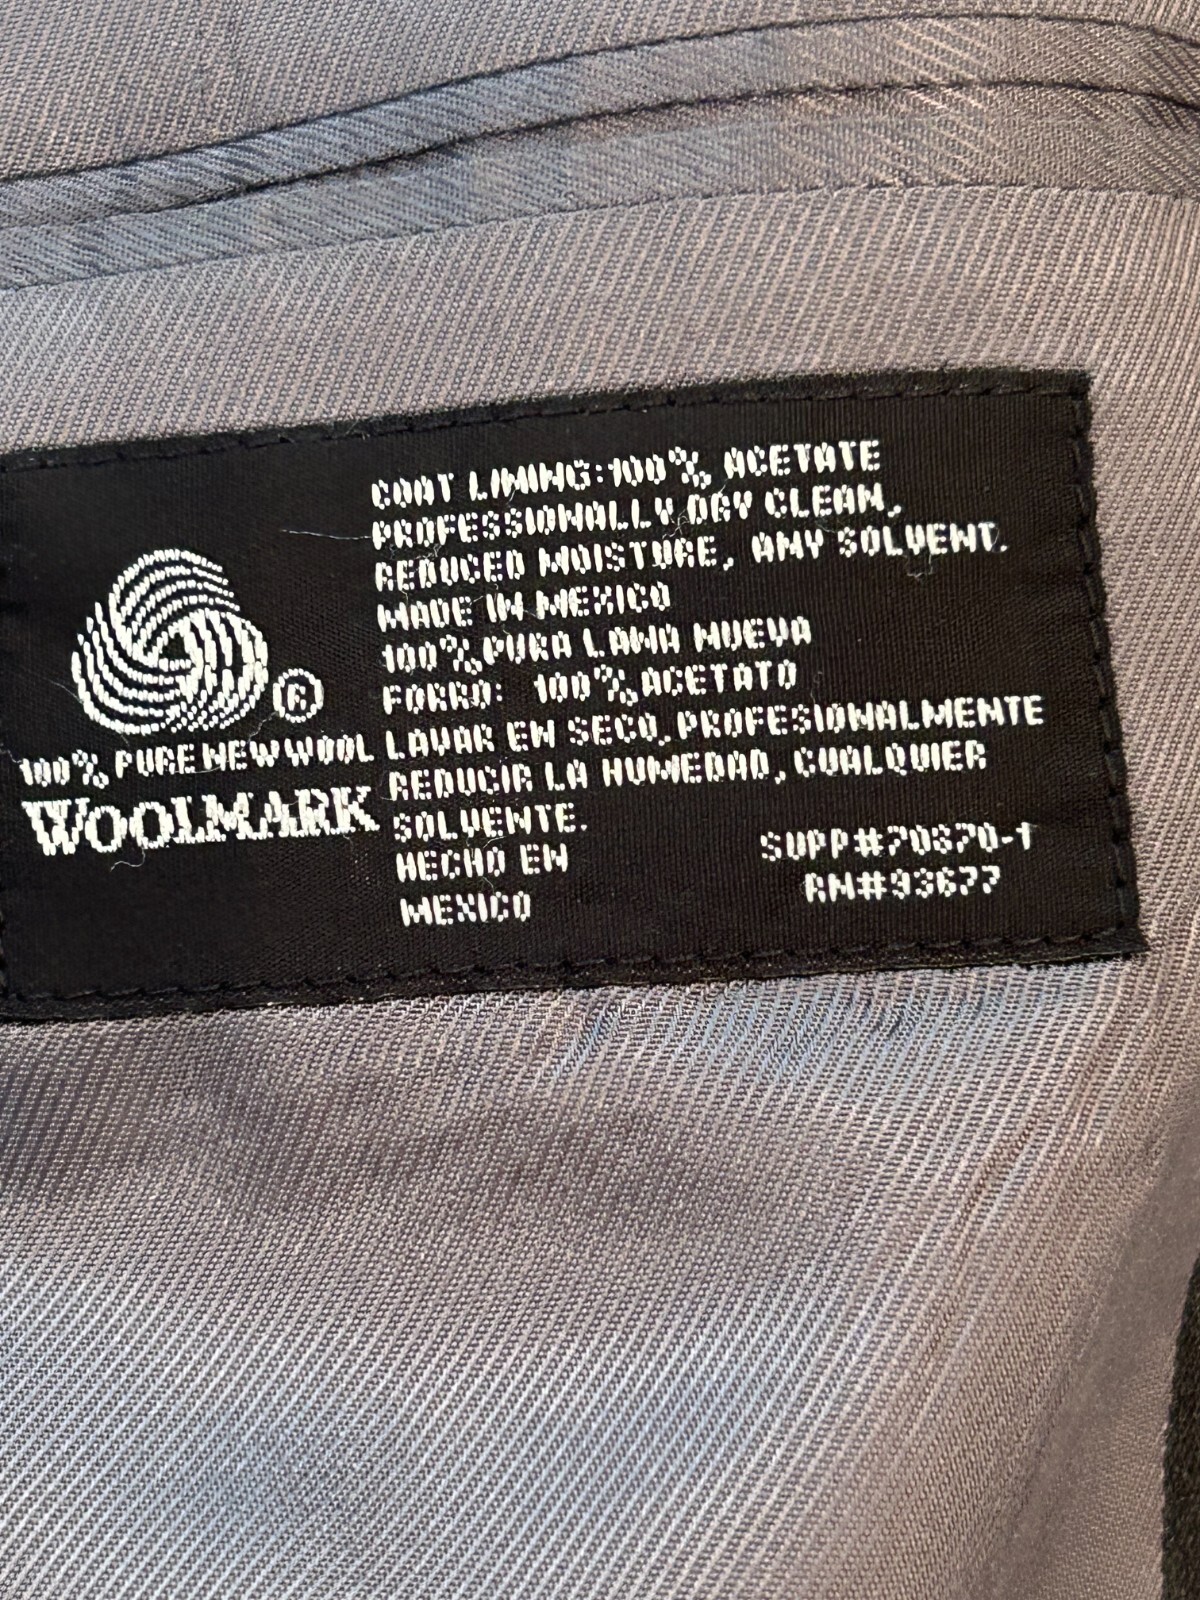 COAT LINING: 100% ACETATE
PROFESSIONALLY DRY CLEAN,
REDUCED MOISTURE, ANY SOLVENT.
MADE IN MEXICO
100% PURA LANA NUEVA
FORRO: 100% ACETATO
LAVAR EN SECO, PROFESIONALMENTE
REDUCIR LA HUMEDAD, CUALQUIER
SOLVENTE.
HECHO EN
MEXICO
®
100% PURE NEW WOOL
WOOLMARK
SUPP#70870-1
RN#93677